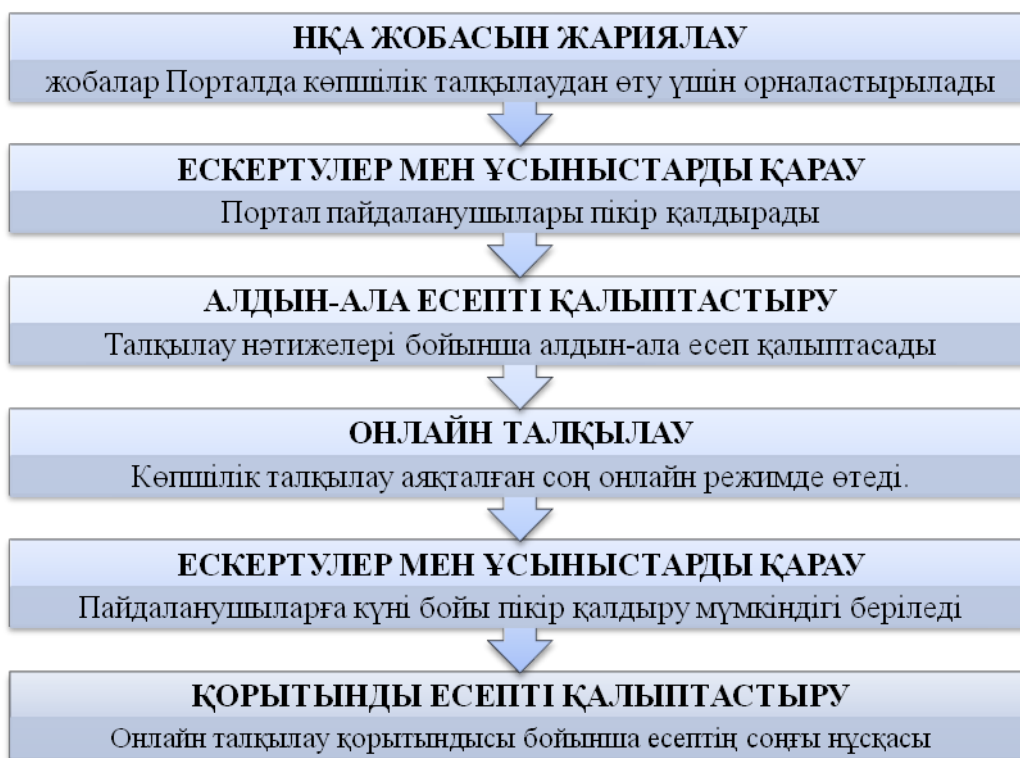 НҚА ЖОБАСЫН ЖАРИЯЛАУ
жобалар Порталда көпшілік талқылаудан өту үшін орналастырылады
ЕСКЕРТУЛЕР МЕН ҰСЫНЫСТАРДЫ ҚАРАУ
Портал пайдаланушылары пікір қалдырады
АЛДЫН-АЛА ЕСЕПТІ ҚАЛЫПТАСТЫРУ
Талқылау нәтижелері бойынша алдын-ала есеп қалыптасады
ОНЛАЙН ТАЛҚЫЛАУ
Көпшілік талқылау аяқталған соң онлайн режимде өтеді.
ЕСКЕРТУЛЕР МЕН ҰСЫНЫСТАРДЫ ҚАРАУ
Пайдаланушыларға күні бойы пікір қалдыру мүмкіндігі беріледі
ҚОРЫТЫНДЫ ЕСЕПТІ ҚАЛЫПТАСТЫРУ
Онлайн талқылау қорытындысы бойынша есептің соңғы нұсқасы